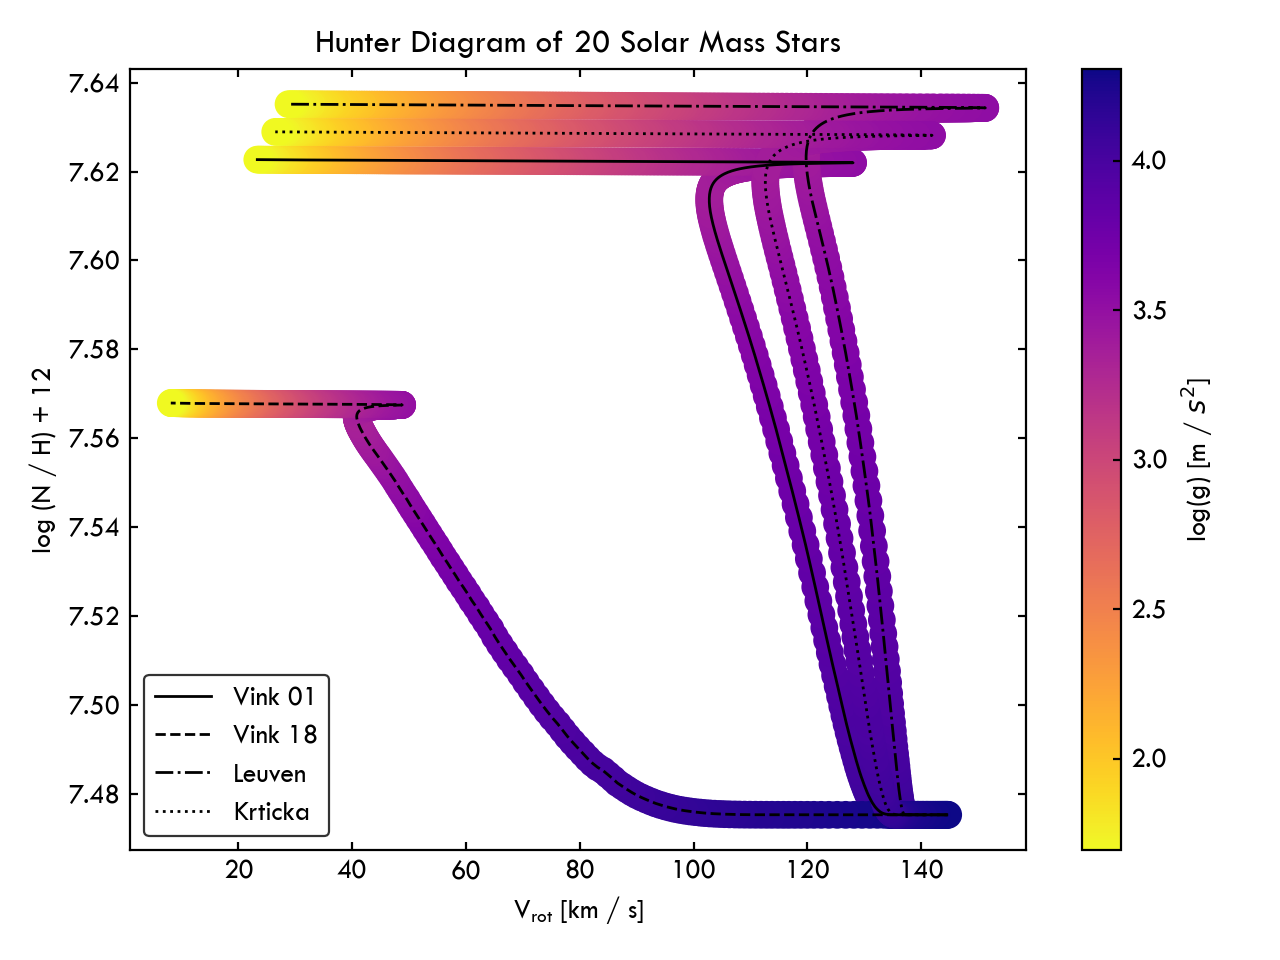 Hunter Diagram of 20 Solar Mass Stars
7.64
7.62
7.60
7.58
7.56
7.54
7.52
7.50
7.48
log (N / H) + 12
Vink 01
Vink 18
Leuven
Krticka
20
40
60
80
100
120
140
V_rot [km / s]
4.0
3.5
3.0
2.5
2.0
log(g) [m / s²]